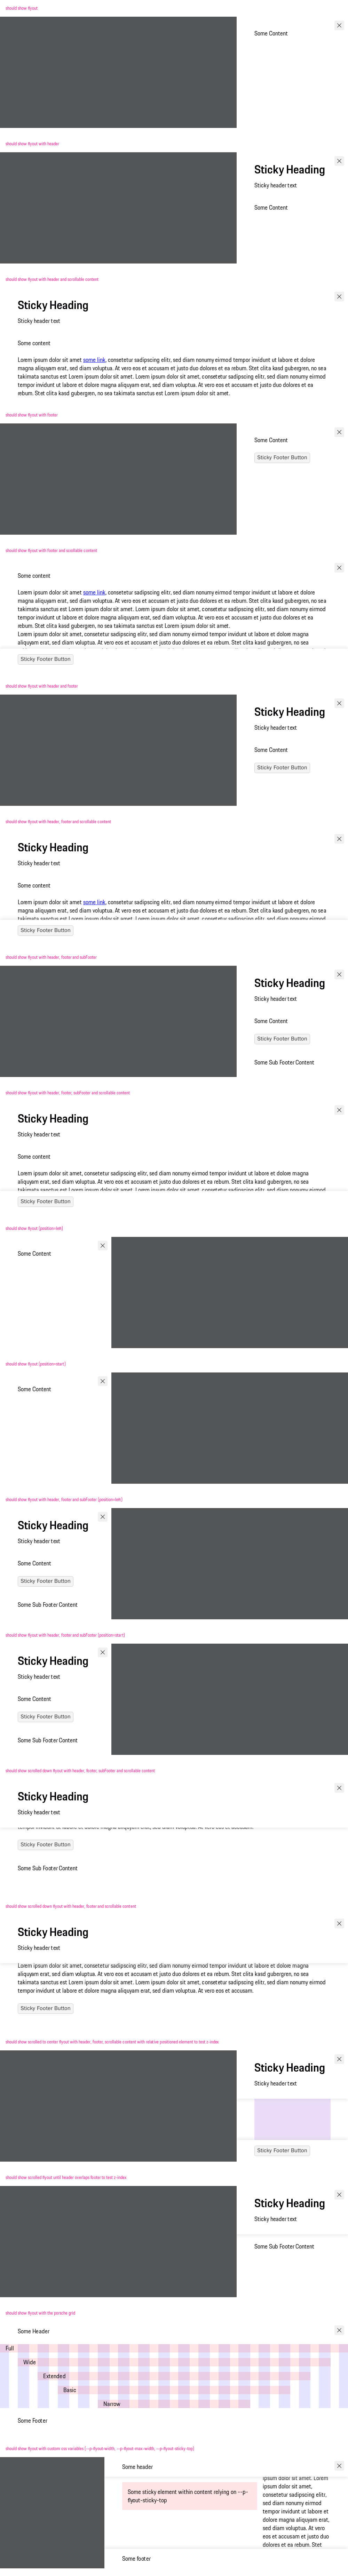 should show flyout
Some Content
should show flyout with header
Sticky Heading
Sticky header text
Some Content
should show flyout with header and scrollable content
Sticky Heading
Sticky header text
Some content
Lorem ipsum dolor sit amet some link, consetetur sadipscing elitr, sed diam nonumy eirmod tempor invidunt ut labore et dolore
magna aliquyam erat, sed diam voluptua. At vero eos et accusam et justo duo dolores et ea rebum. Stet clita kasd gubergren, no sea
takimata sanctus est Lorem ipsum dolor sit amet. Lorem ipsum dolor sit amet, consetetur sadipscing elitr, sed diam nonumy eirmod
tempor invidunt ut labore et dolore magna aliquyam erat, sed diam voluptua. At vero eos et accusam et justo duo dolores et ea
rebum. Stet clita kasd gubergren, no sea takimata sanctus est Lorem ipsum dolor sit amet.
should show flyout with footer
Some Content
Sticky Footer Button
should show flyout with footer and scrollable content
Some content
Lorem ipsum dolor sit amet some link, consetetur sadipscing elitr, sed diam nonumy eirmod tempor invidunt ut labore et dolore
magna aliquyam erat, sed diam voluptua. At vero eos et accusam et justo duo dolores et ea rebum. Stet clita kasd gubergren, no sea
takimata sanctus est Lorem ipsum dolor sit amet. Lorem ipsum dolor sit amet, consetetur sadipscing elitr, sed diam nonumy eirmod
tempor invidunt ut labore et dolore magna aliquyam erat, sed diam voluptua. At vero eos et accusam et justo duo dolores et ea
rebum. Stet clita kasd gubergren, no sea takimata sanctus est Lorem ipsum dolor sit amet.
Lorem ipsum dolor sit amet, consetetur sadipscing elitr, sed diam nonumy eirmod tempor invidunt ut labore et dolore magna
aliquyam erat, sed diam voluptua. At vero eos et accusam et justo duo dolores et ea rebum. Stet clita kasd gubergren, no sea
Sticky Footer Button
should show flyout with header and footer
Sticky Heading
Sticky header text
Some Content
Sticky Footer Button
should show flyout with header, footer and scrollable content
Sticky Heading
Sticky header text
Some content
Lorem ipsum dolor sit amet some link, consetetur sadipscing elitr, sed diam nonumy eirmod tempor invidunt ut labore et dolore
magna aliquyam erat, sed diam voluptua. At vero eos et accusam et justo duo dolores et ea rebum. Stet clita kasd gubergren, no sea
Sticky Footer Button
should show flyout with header, footer and subFooter
Sticky Heading
Sticky header text
Some Content
Sticky Footer Button
Some Sub Footer Content
should show flyout with header, footer, subFooter and scrollable content
Sticky Heading
Sticky header text
Some content
Lorem ipsum dolor sit amet, consetetur sadipscing elitr, sed diam nonumy eirmod tempor invidunt ut labore et dolore magna
aliquyam erat, sed diam voluptua. At vero eos et accusam et justo duo dolores et ea rebum. Stet clita kasd gubergren, no sea
takimata sanctus est Lorem ipsum dolor sit amet. Lorem ipsum dolor sit amet, consetetur sadipscing elitr, sed diam nonumy eirmod
Sticky Footer Button
should show flyout (position=left)
Some Content
should show flyout (position=start)
Some Content
should show flyout with header, footer and subFooter (position=left)
Sticky Heading
Sticky header text
Some Content
Sticky Footer Button
Some Sub Footer Content
should show flyout with header, footer and subFooter (position=start)
Sticky Heading
Sticky header text
Some Content
Sticky Footer Button
Some Sub Footer Content
should show scrolled down flyout with header, footer, subFooter and scrollable content
Sticky Heading
Sticky header text
tempor invidunt ut labore et dolore magna aliquyam erat, sed diam voluptua. At vero eos et accusam.
Sticky Footer Button
Some Sub Footer Content
should show scrolled down flyout with header, footer and scrollable content
Sticky Heading
Sticky header text
Lorem ipsum dolor sit amet, consetetur sadipscing elitr, sed diam nonumy eirmod tempor invidunt ut labore et dolore magna
aliquyam erat, sed diam voluptua. At vero eos et accusam et justo duo dolores et ea rebum. Stet clita kasd gubergren, no sea
takimata sanctus est Lorem ipsum dolor sit amet. Lorem ipsum dolor sit amet, consetetur sadipscing elitr, sed diam nonumy eirmod
tempor invidunt ut labore et dolore magna aliquyam erat, sed diam voluptua. At vero eos et accusam.
Sticky Footer Button
should show scrolled to center flyout with header, footer, scrollable content with relative positioned element to test z-index
Sticky Heading
Sticky header text
Sticky Footer Button
should show scrolled flyout until header overlaps footer to test z-index
Sticky Heading
Sticky header text
Some Sub Footer Content
should show flyout with the porsche grid
Some Header
Full
Wide
Extended
Basic
Narrow
Some Footer
should show flyout with custom css variables (--p-flyout-width, --p-flyout-max-width, --p-flyout-sticky-top)
Some header
Some sticky element within content relying on --p-
flyout-sticky-top
ipsum dolor sit amet. Lorem
ipsum dolor sit amet,
consetetur sadipscing elitr,
sed diam nonumy eirmod
tempor invidunt ut labore et
dolore magna aliquyam erat,
sed diam voluptua. At vero
eos et accusam et justo duo
dolores et ea rebum. Stet
Some footer